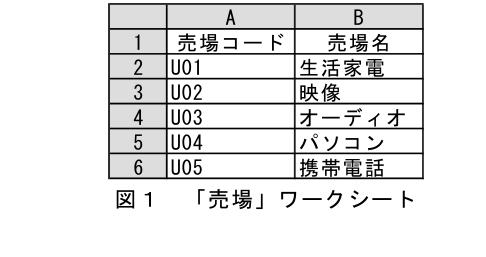 A B
1 売場コード 売場名
2 U01 生活家電
3 U02 映像
4 U03 オーディオ
5 U04 パソコン
6 U05 携帯電話
図1 「売場」ワークシート